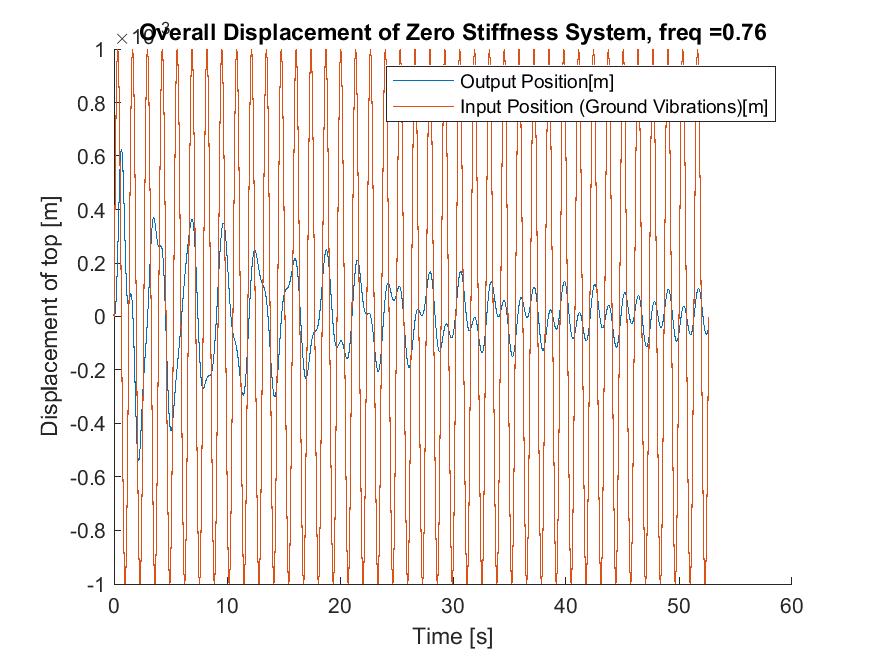 ×10-3
Overall Displacement of Zero Stiffness System, freq =0.76
Output Position[m]
Input Position (Ground Vibrations)[m]
Displacement of top [m]
1
0.8
0.6
0.4
0.2
0
-0.2
-0.4
-0.6
-0.8
-1
0 10 20 30 40 50 60
Time [s]